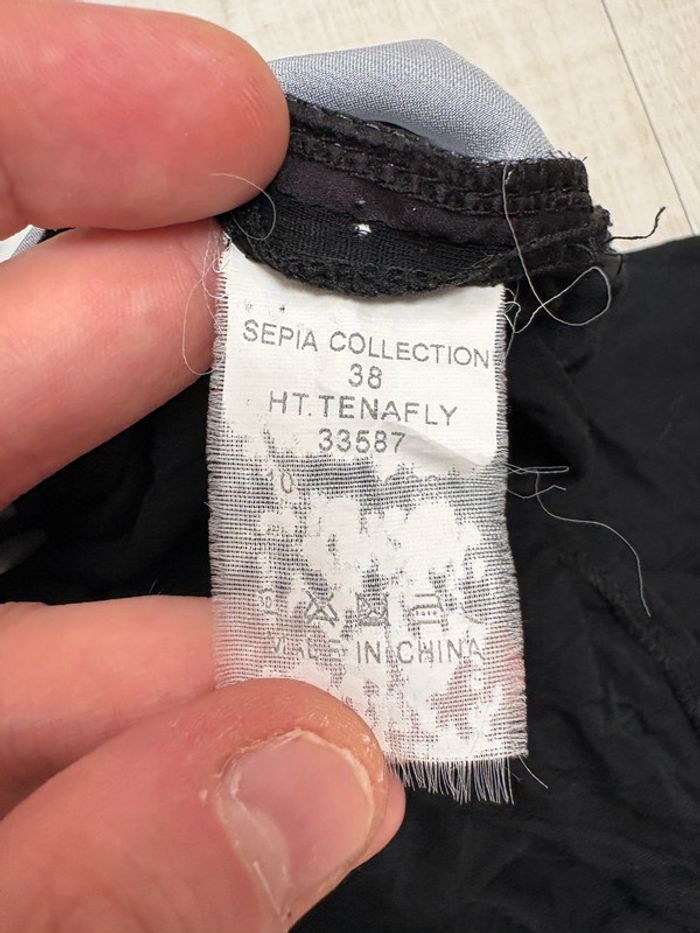 SEPIA COLLECTION
38
HT.TENAFLY
33587
IN CHINA